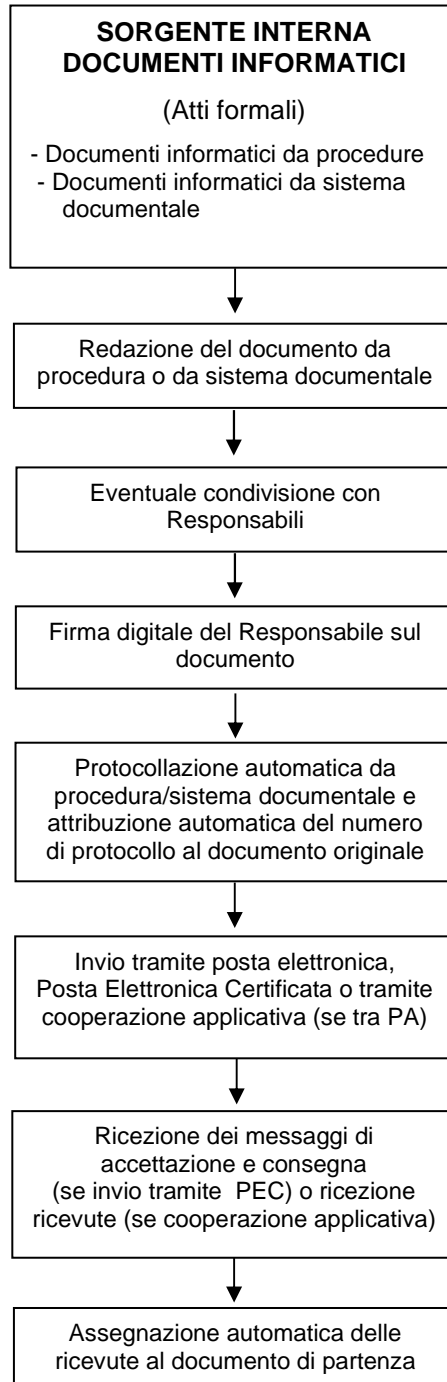 SORGENTE INTERNA
DOCUMENTI INFORMATICI
(Atti formali)
- Documenti informatici da procedure
- Documenti informatici da sistema
documentale
Redazione del documento da
procedura o da sistema documentale
Eventuale condivisione con
Responsabili
Firma digitale del Responsabile sul
documento
Protocollazione automatica da
procedura/sistema documentale e
attribuzione automatica del numero
di protocollo al documento originale
Invio tramite posta elettronica,
Posta Elettronica Certificata o tramite
cooperazione applicativa (se tra PA)
Ricezione dei messaggi di
accettazione e consegna
(se invio tramite PEC) o ricezione
ricevute (se cooperazione applicativa)
Assegnazione automatica delle
ricevute al documento di partenza